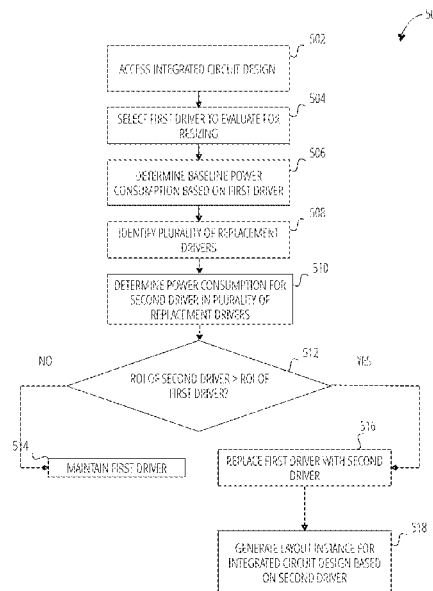 50
502
ACCESS INTEGRATED CIRCUIT DESIGN
504
SELECT FIRST DRIVER TO EVALUATE FOR
RESIZING
506
DETERMINE BASELINE POWER
CONSUMPTION BASED ON FIRST DRIVER
508
IDENTIFY PLURALITY OF REPLACEMENT
DRIVERS
510
DETERMINE POWER CONSUMPTION FOR
SECOND DRIVER IN PLURALITY OF
REPLACEMENT DRIVERS
512
NO
YES
ROI OF SECOND DRIVER > ROI OF
FIRST DRIVER?
514
MAINTAIN FIRST DRIVER
516
REPLACE FIRST DRIVER WITH SECOND
DRIVER
518
GENERATE LAYOUT INSTANCE FOR
INTEGRATED CIRCUIT DESIGN BASED
ON SECOND DRIVER